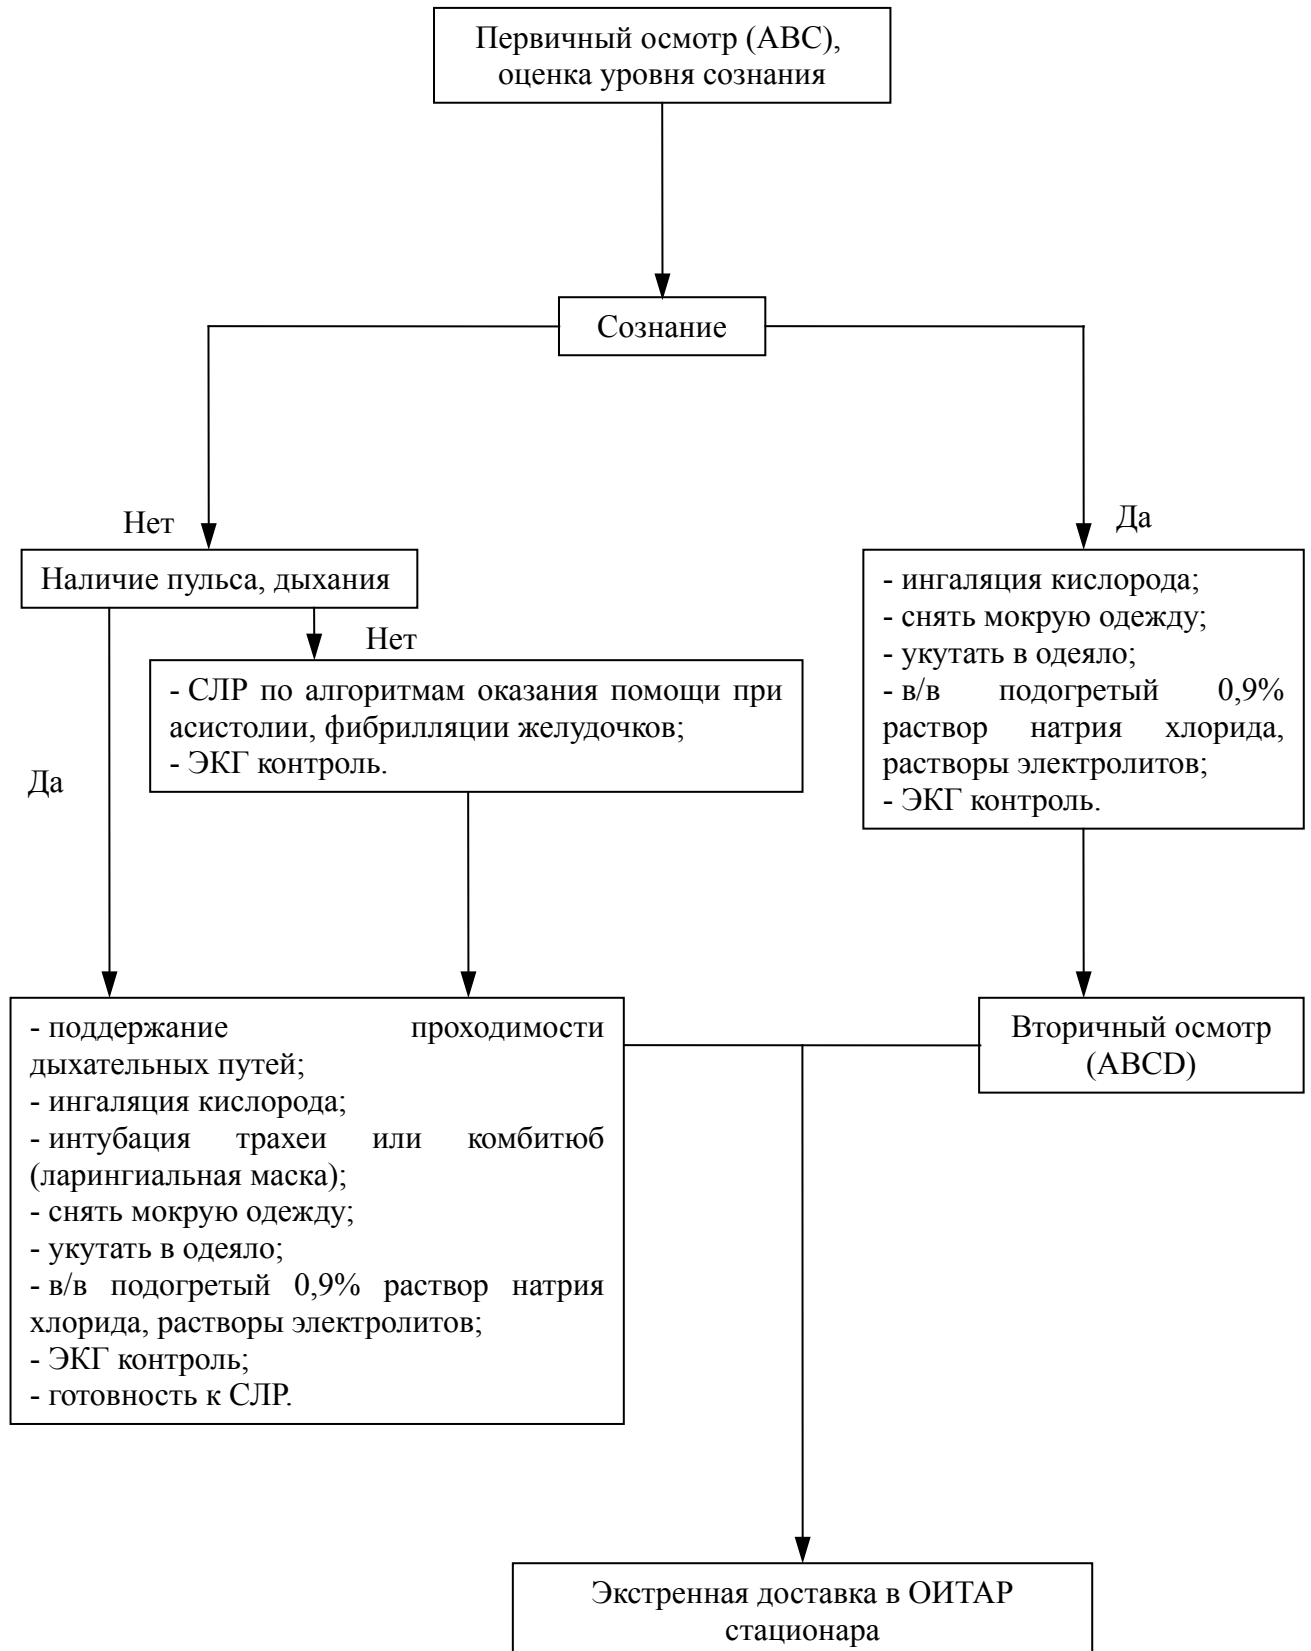 Первичный осмотр (ABC),
оценка уровня сознания
Сознание
Нет
Да
Наличие пульса, дыхания
Нет
- СЛР по алгоритмам оказания помощи при
асистолии, фибрилляции желудочков;
- ЭКГ контроль.
Да
- ингаляция кислорода;
- снять мокрую одежду;
- укутать в одеяло;
- в/в подогретый 0,9%
раствор натрия хлорида,
растворы электролитов;
- ЭКГ контроль.
- поддержание проходимости
дыхательных путей;
- ингаляция кислорода;
- интубация трахеи или комбитюб
(ларингиальная маска);
- снять мокрую одежду;
- укутать в одеяло;
- в/в подогретый 0,9% раствор натрия
хлорида, растворы электролитов;
- ЭКГ контроль;
- готовность к СЛР.
Вторичный осмотр
(ABCD)
Экстренная доставка в ОИТАР
стационара